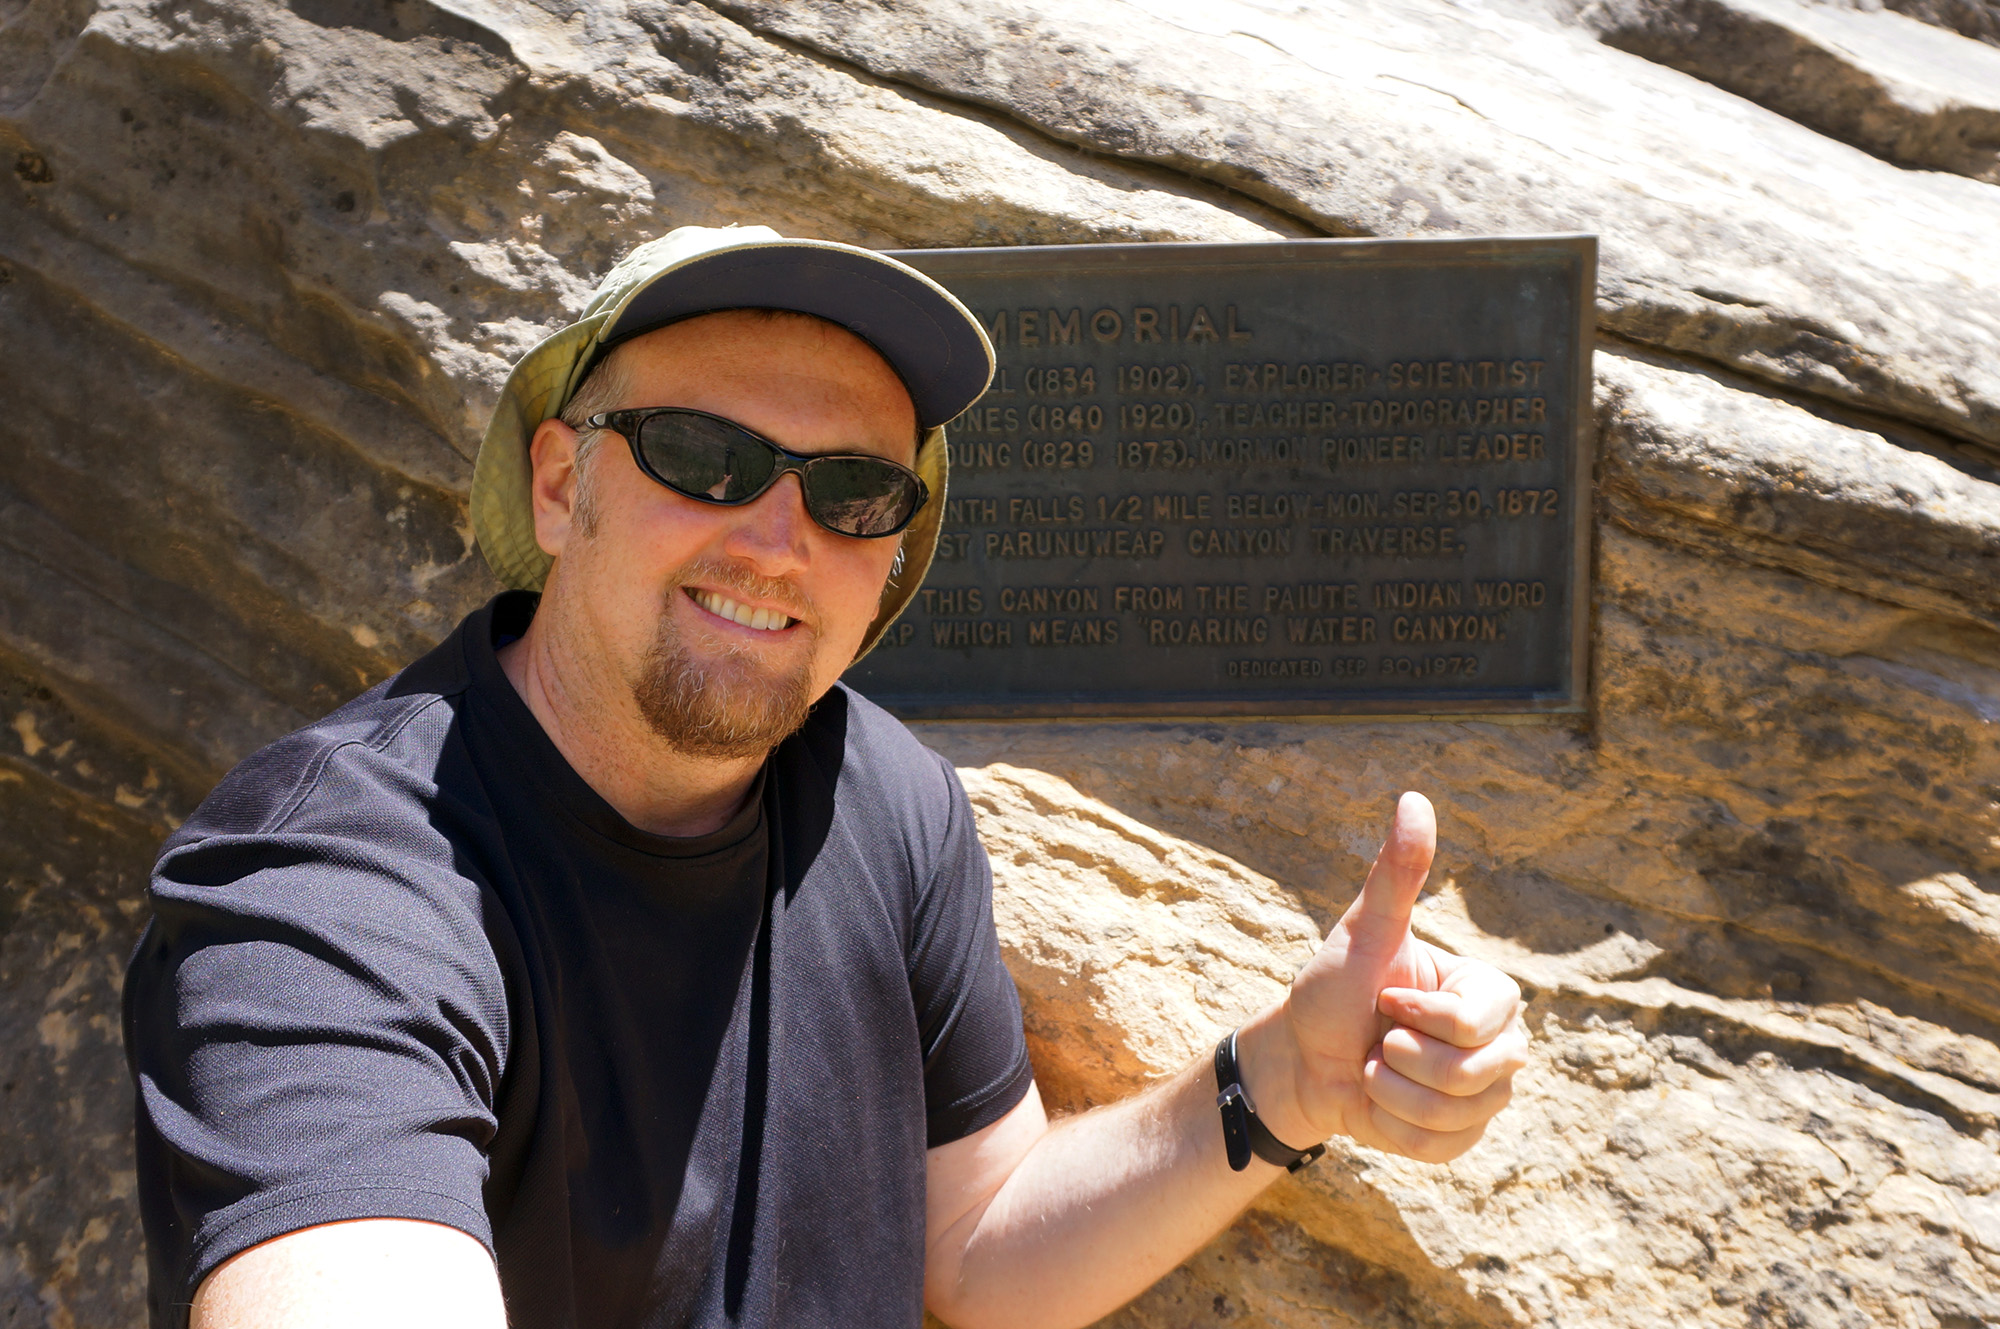 MEMORIAL
LL (1834 1902), EXPLORER-SCIENTIST
ONES (1840 1920), TEACHER-TOPOGRAPHER
OUNG (1829 1873), MORMON PIONEER LEADER
NTH FALLS 1/2 MILE BELOW-MON. SEP 30, 1872
ST PARUNUWEAP CANYON TRAVERSE.
THIS CANYON FROM THE PAIUTE INDIAN WORD
AP WHICH MEANS "ROARING WATER CANYON."
DEDICATED SEP 30, 1972